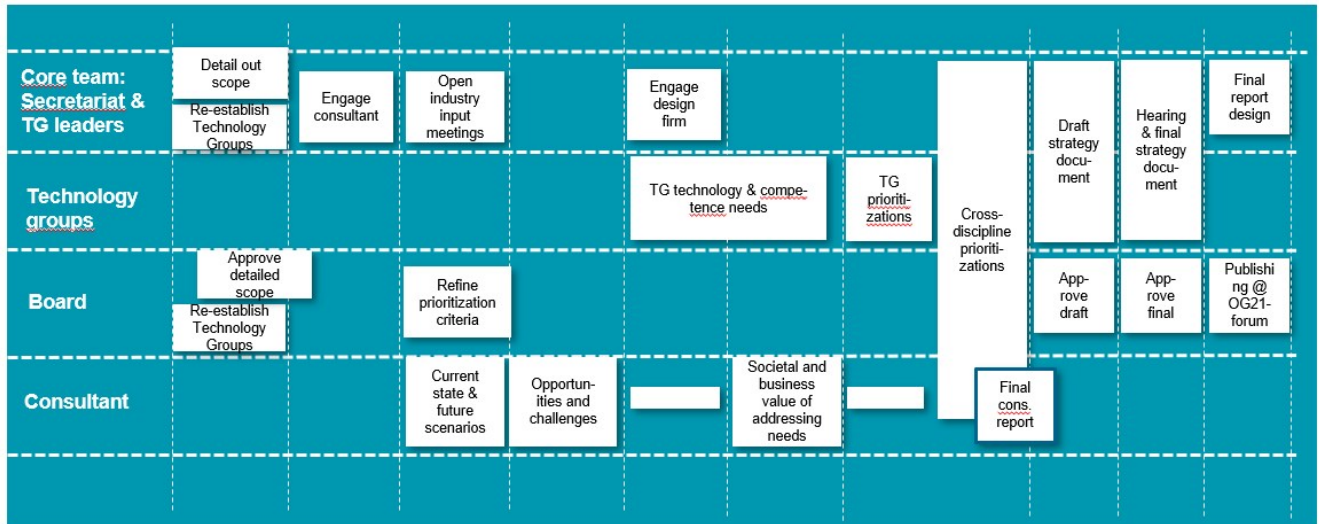 Core team:
Secretariat &
TG leaders
Detail out
scope
Re-establish
Technology
Groups
Engage
consultant
Open
industry
input
meetings
Engage
design
firm
Technology
groups
TG technology & compe-
tence needs
TG
prioriti-
zations
Cross-
discipline
prioriti-
zations
Draft
strategy
docu-
ment
Hearing
& final
strategy
docu-
ment
Final
report
design
Board
Approve
detailed
scope
Re-establish
Technology
Groups
Refine
prioritization
criteria
App-
rove
draft
App-
rove
final
Publishi
ng @
OG21-
forum
Consultant
Current
state &
future
scenarios
Opportun-
ities and
challenges
Societal and
business
value of
addressing
needs
Final
cons.
report